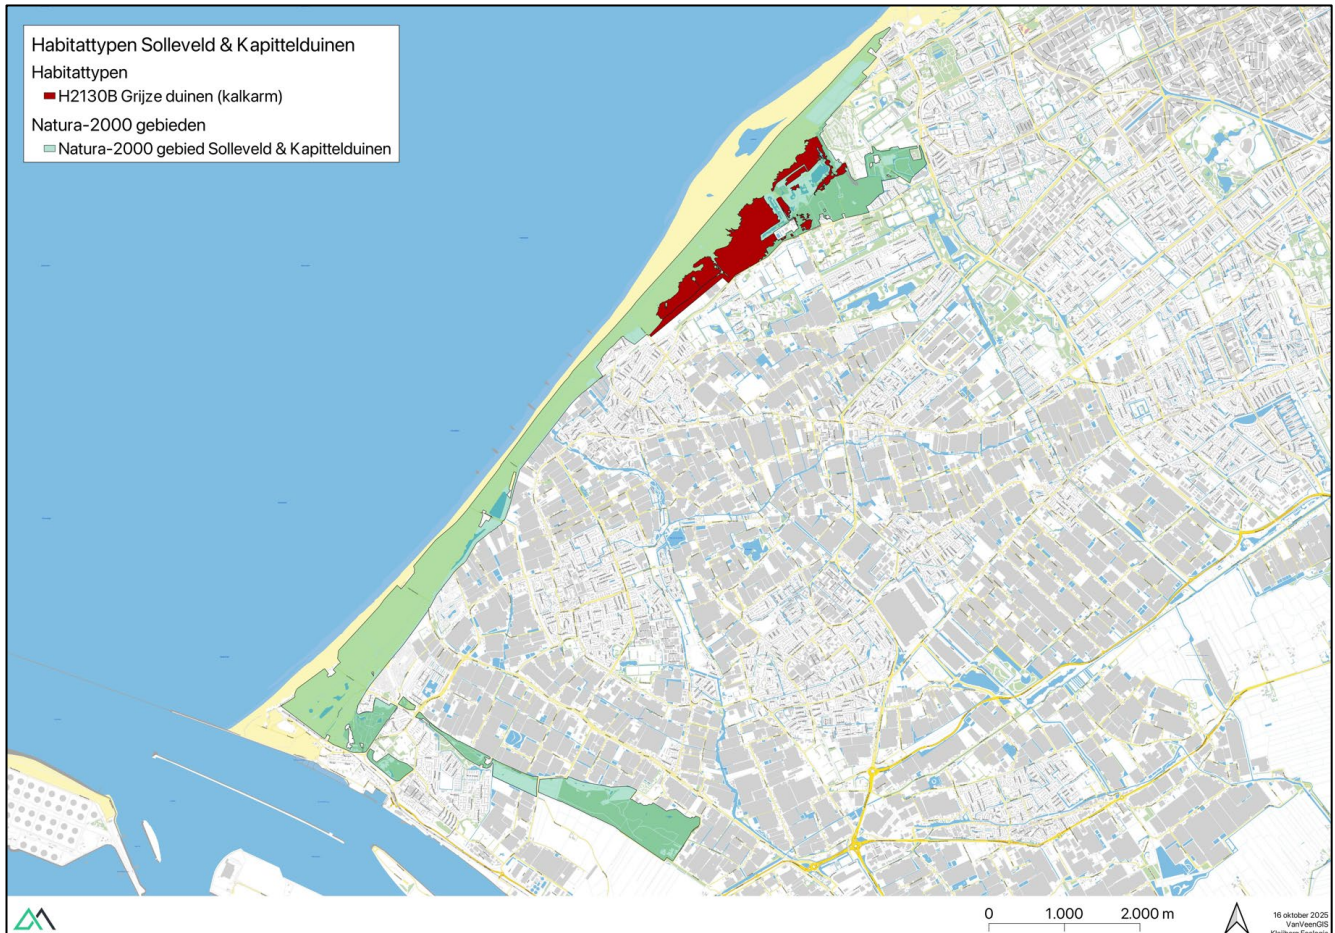 Habitattypen Solleveld & Kapittelduinen
Habitattypen
H2130B Grijze duinen (kalkarm)
Natura-2000 gebieden
Natura-2000 gebied Solleveld & Kapittelduinen
0 1.000 2.000 m
16 oktober 2025
VanVeenGIS